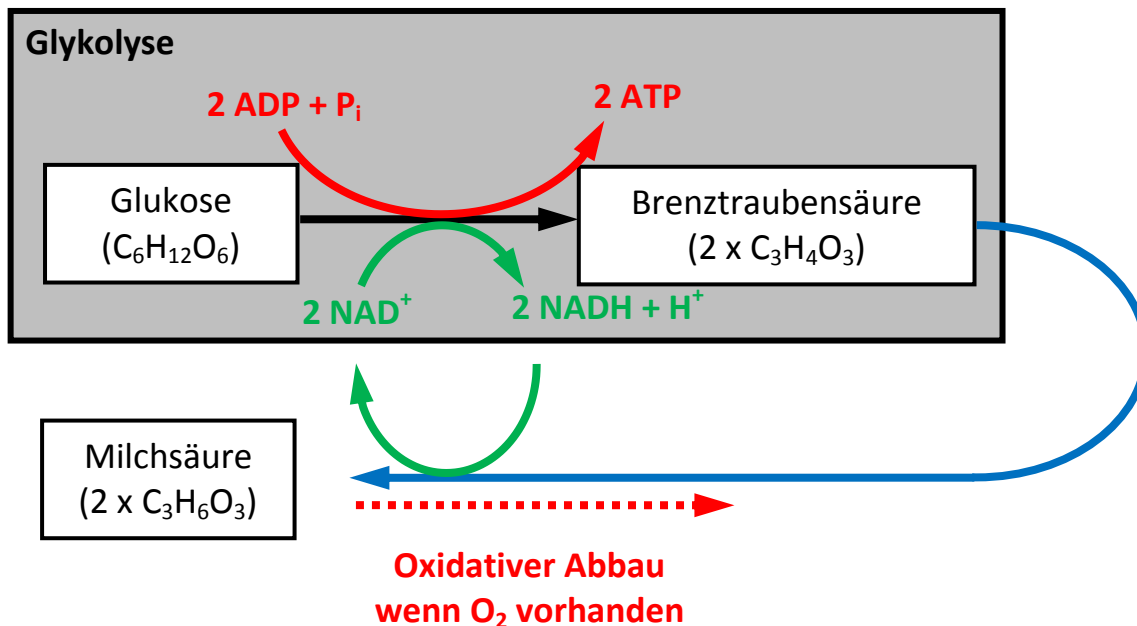 Glykolyse
2 ADP + Pᵢ
2 ATP
Glukose
(C₆H₁₂O₆)
Brenztraubensäure
(2 x C₃H₄O₃)
2 NAD⁺
2 NADH + H⁺
Milchsäure
(2 x C₃H₆O₃)
Oxidativer Abbau
wenn O₂ vorhanden